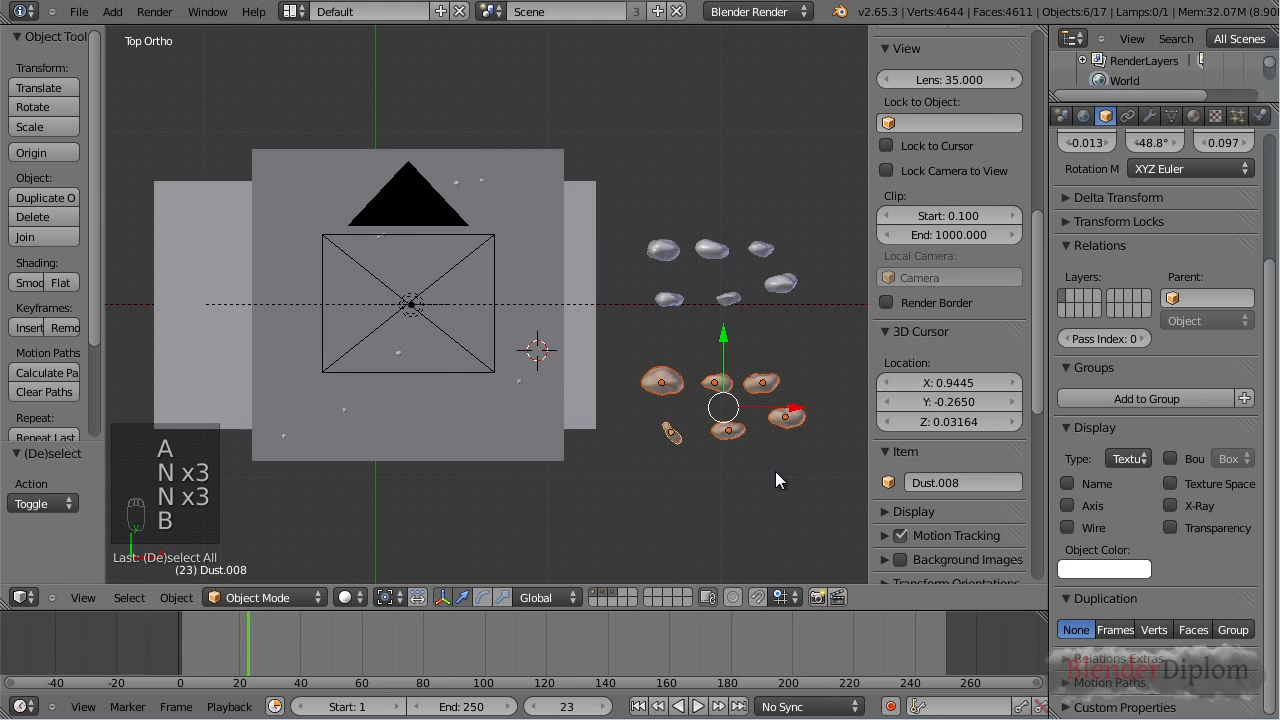 File Add Render Window Help Default Scene 3 Blender Render v2.65.3 | Verts:4644 | Faces:4611 | Objects:6/17 | Lamps:0/1 | Mem:32.07M (8.90
Object Tool
Transform:
Translate
Rotate
Scale
Origin
Object:
Duplicate O
Delete
Join
Shading:
Smoo Flat
Keyframes:
Insert Remo
Motion Paths
Calculate Pa
Clear Paths
Repeat:
Repeat Last
(De)select
Action
Toggle
Top Ortho
A
N x3
N x3
B
y
Last: (De)select All
(23) Dust.008
View
Lens: 35.000
Lock to Object:
Lock to Cursor
Lock Camera to View
Clip:
Start: 0.100
End: 1000.000
Local Camera:
Camera
Render Border
3D Cursor
Location:
X: 0.9445
Y: -0.2650
Z: 0.03164
Item
Dust.008
Display
Motion Tracking
Background Images
Transform Orientations
View Search All Scenes
RenderLayers
World
-0.013 -48.8° 0.097
Rotation M XYZ Euler
Delta Transform
Transform Locks
Relations
Layers: Parent:
Object
Pass Index: 0
Groups
Add to Group
Display
Type: Textu Bou Box
Name Texture Space
Axis X-Ray
Wire Transparency
Object Color:
Duplication
None Frames Verts Faces Group
Relations Extras
BlenderDiplom
Motion Paths
Custom Properties
View Select Object Object Mode Global
-40 -20 0 20 40 60 80 100 120 140 160 180 200 220 240 260
View Marker Frame Playback Start: 1 End: 250 23 No Sync